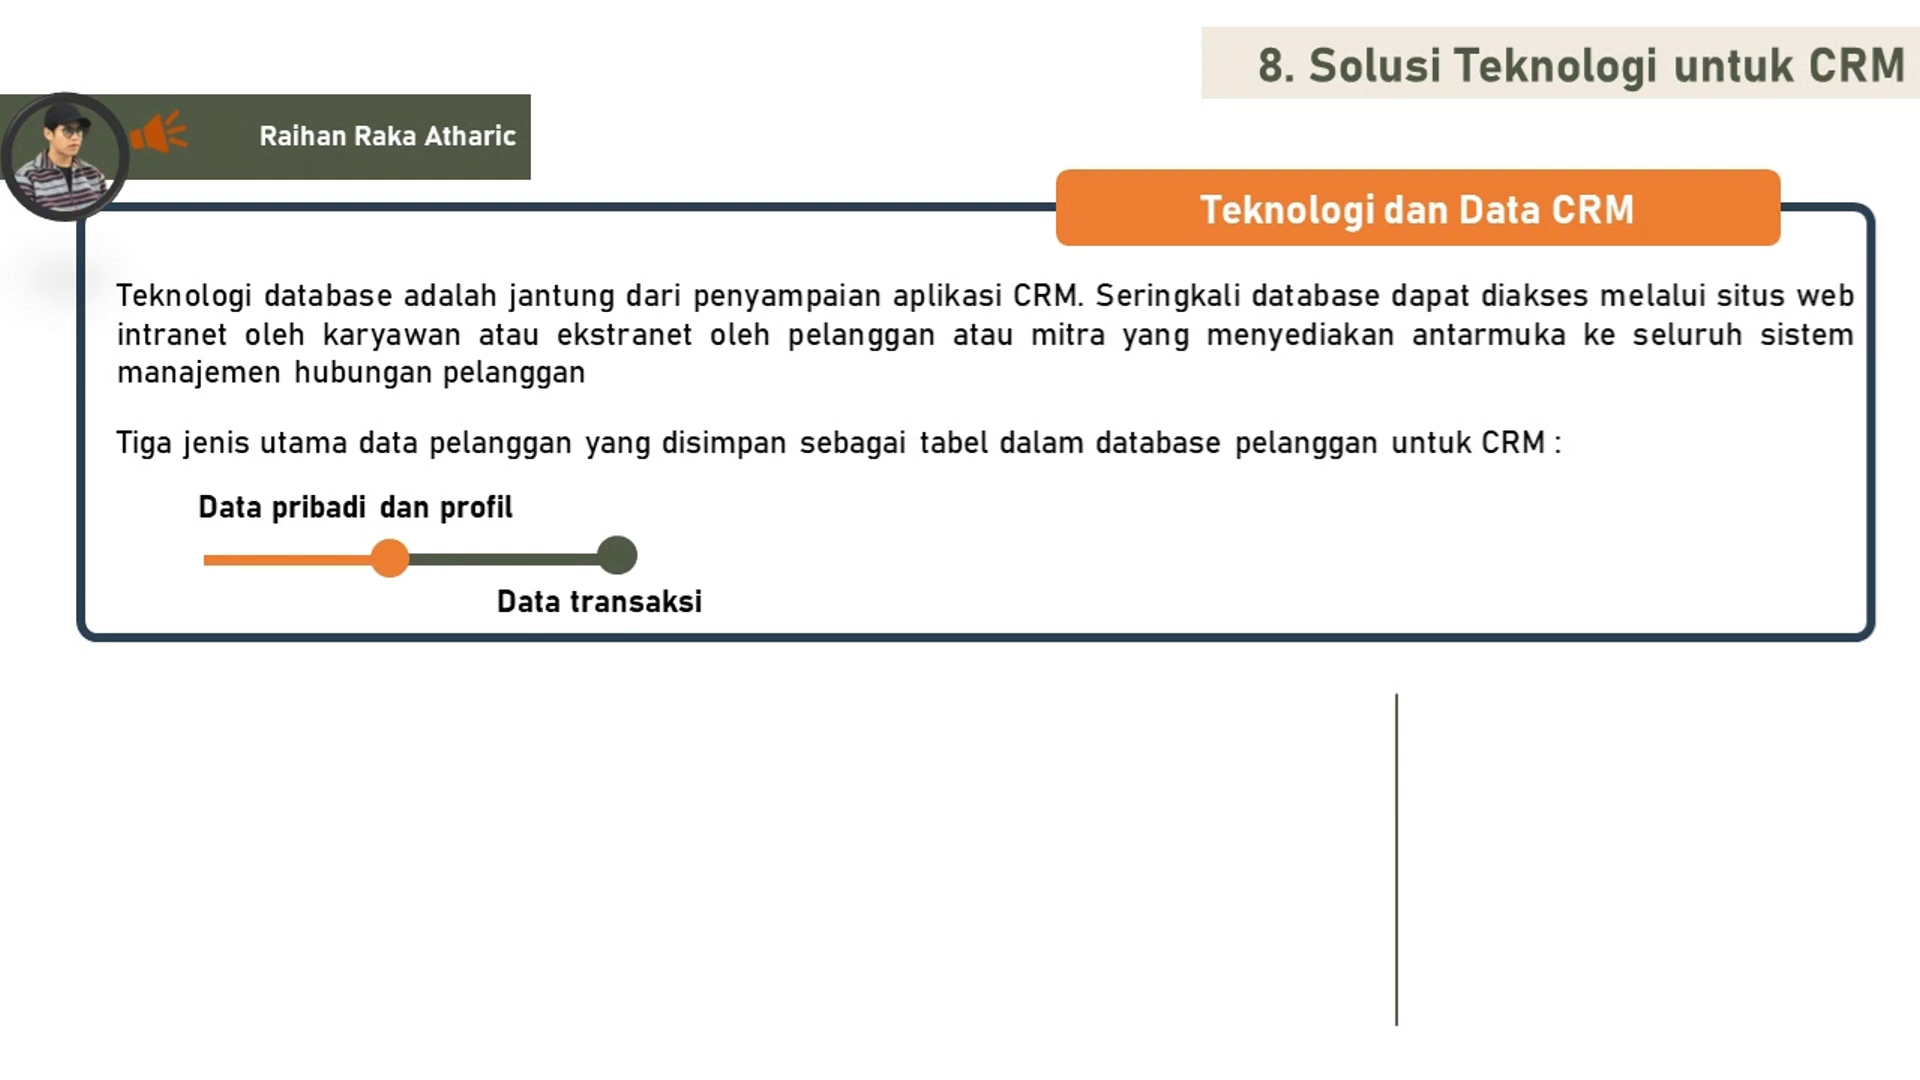 8. Solusi Teknologi untuk CRM
Raihan Raka Atharic
Teknologi dan Data CRM
Teknologi database adalah jantung dari penyampaian aplikasi CRM. Seringkali database dapat diakses melalui situs web
intranet oleh karyawan atau ekstranet oleh pelanggan atau mitra yang menyediakan antarmuka ke seluruh sistem
manajemen hubungan pelanggan
Tiga jenis utama data pelanggan yang disimpan sebagai tabel dalam database pelanggan untuk CRM :
Data pribadi dan profil
Data transaksi